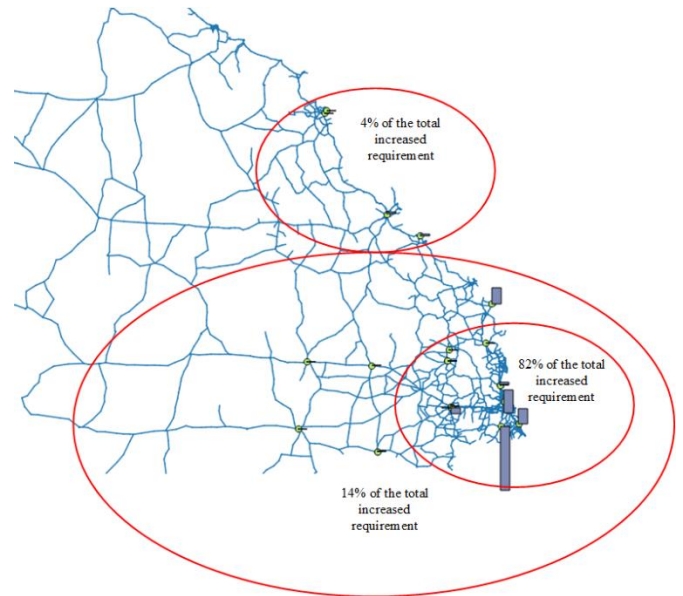 4% of the total
increased
requirement
82% of the total
increased
requirement
14% of the total
increased
requirement